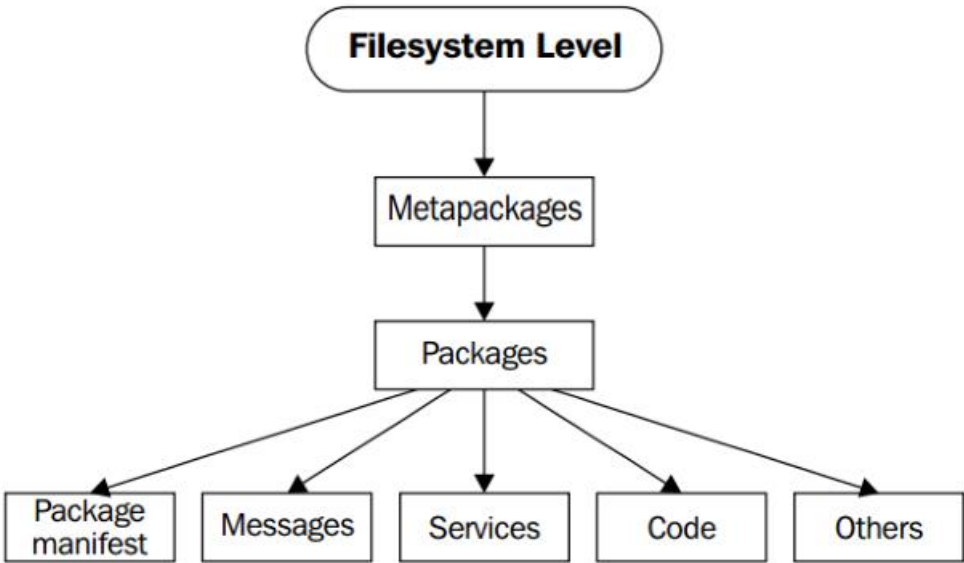 Filesystem Level
Metapackages
Packages
Package
manifest
Messages
Services
Code
Others